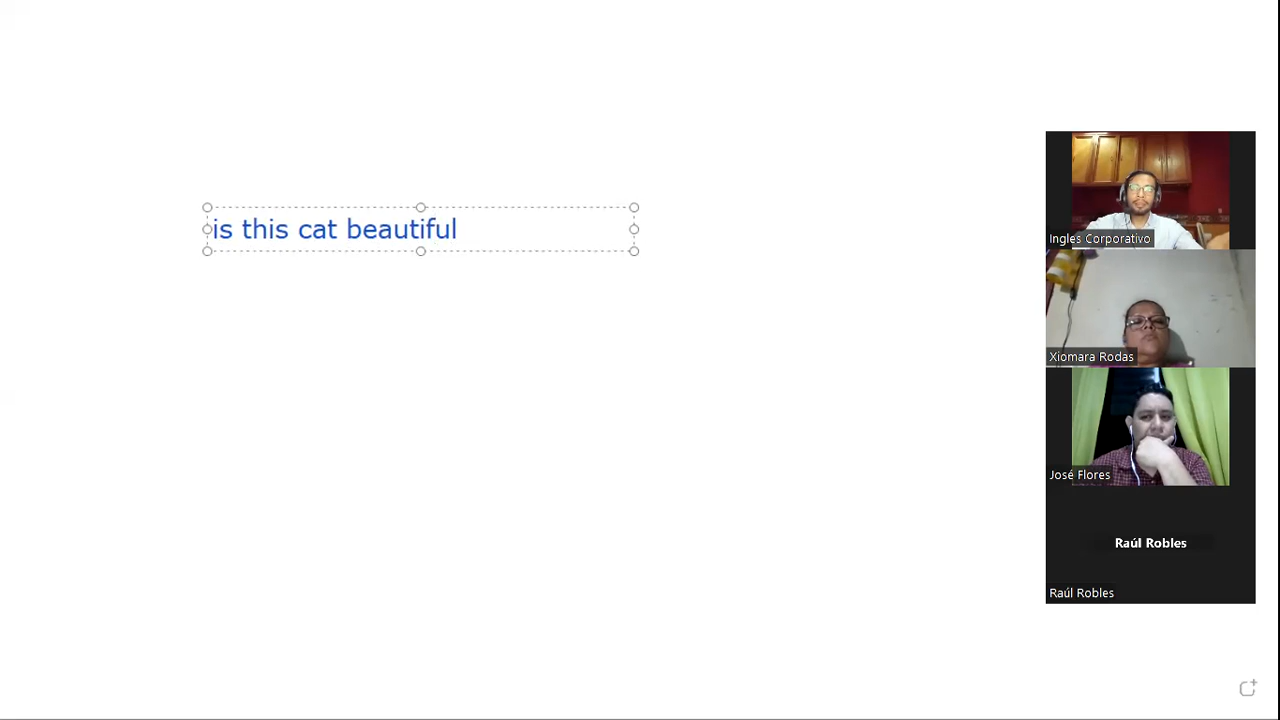 is this cat beautiful
Ingles Corporativo
Xiomara Rodas
José Flores
Raúl Robles
Raúl Robles